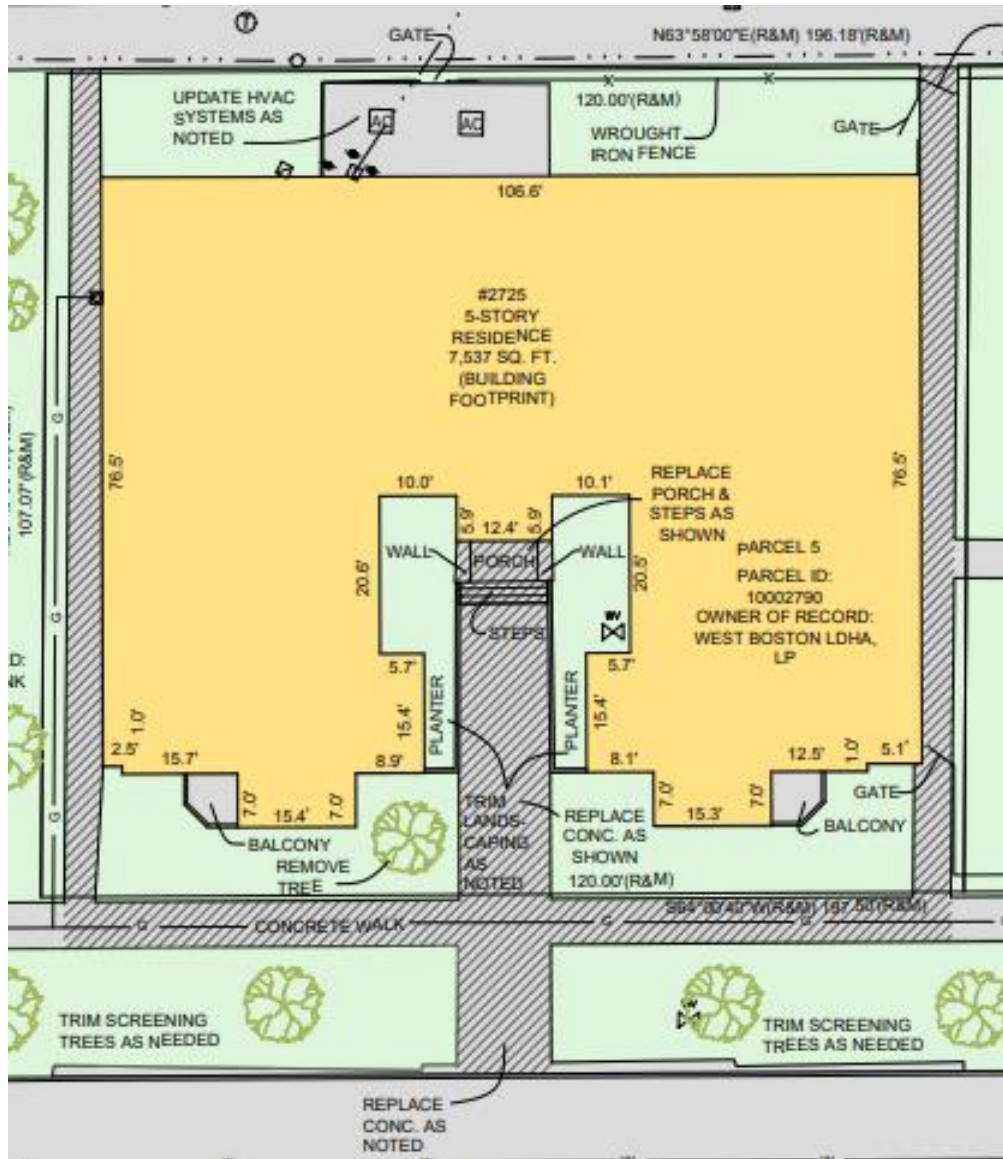 T
GATE
N63°58'00"E(R&M) 196.18'(R&M)
UPDATE HVAC
SYSTEMS AS
NOTED
AC
AC
120.00'(R&M)
WROUGHT
IRON FENCE
X
X
GATE
106.6'
#2725
5-STORY
RESIDENCE
7,537 SQ. FT.
(BUILDING
FOOTPRINT)
G
107.07'(R&M)
76.5'
76.5'
10.0'
10.1'
REPLACE
PORCH &
STEPS AS
SHOWN
5.9'
12.4'
5.9'
WALL
PORCH
WALL
20.6'
20.5'
STEPS
WV
PARCEL 5
PARCEL ID:
10002790
OWNER OF RECORD:
WEST BOSTON LDHA,
LP
G
D:
NK
5.7'
5.7'
15.4'
PLANTER
PLANTER
15.4'
2.5'
1.0'
15.7'
8.9'
8.1'
12.5'
1.0'
5.1'
G
7.0'
15.4'
7.0'
7.0'
15.3'
7.0'
BALCONY
REMOVE
TREE
TRIM
LANDS-
CAPING
AS
NOTED
REPLACE
CONC. AS
SHOWN
120.00'(R&M)
BALCONY
GATE
G
CONCRETE WALK
G
G
TRIM SCREENING
TREES AS NEEDED
TRIM SCREENING
TREES AS NEEDED
REPLACE
CONC. AS
NOTED